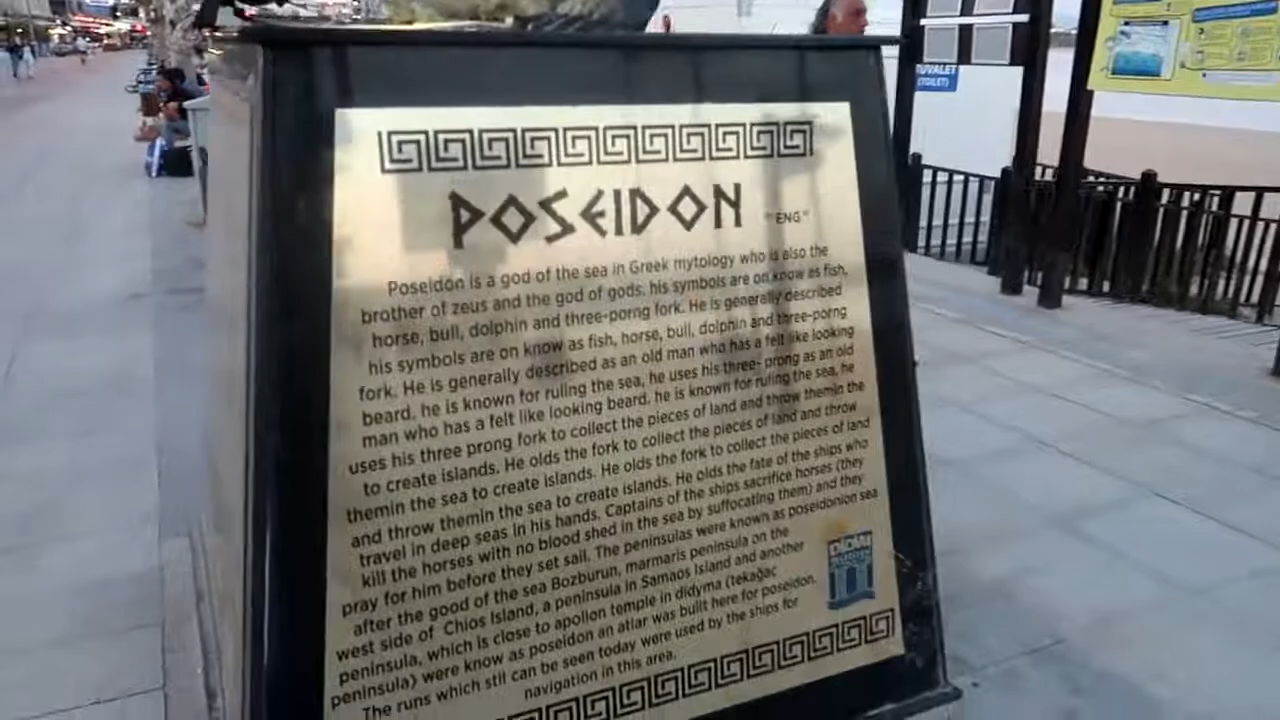 POSEIDON "ENG"
Poseidon is a god of the sea in Greek mytology who is also the
brother of zeus and the god of gods, his symbols are on know as fish,
horse, bull, dolphin and three-porng fork. He is generally described
his symbols are on know as fish, horse, bull, dolphin and three-porng
fork. He is generally described as an old man who has a felt like looking
beard. he is known for ruling the sea, he uses his three- prong as an old
man who has a felt like looking beard. he is known for ruling the sea, he
uses his three prong fork to collect the pieces of land and throw themin the
to create islands. He olds the fork to collect the pieces of land and throw
themin the sea to create islands. He olds the fork to collect the pieces of land
and throw themin the sea to create islands. He olds the fate of the ships who
travel in deep seas in his hands. Captains of the ships sacrifice horses (they
kill the horses with no blood shed in the sea by suffocating them) and they
pray for him before they set sail. The peninsulas were known as poseidonion sea
after the good of the sea Bozburun, marmaris peninsula on the
west side of Chios Island, a peninsula in Samaos Island and another
peninsula, which is close to apollon temple in didyma (tekağaç
peninsula) were know as poseidon an atlar was built here for poseidon.
The runs which stil can be seen today were used by the ships for
navigation in this area.
(TOILET)